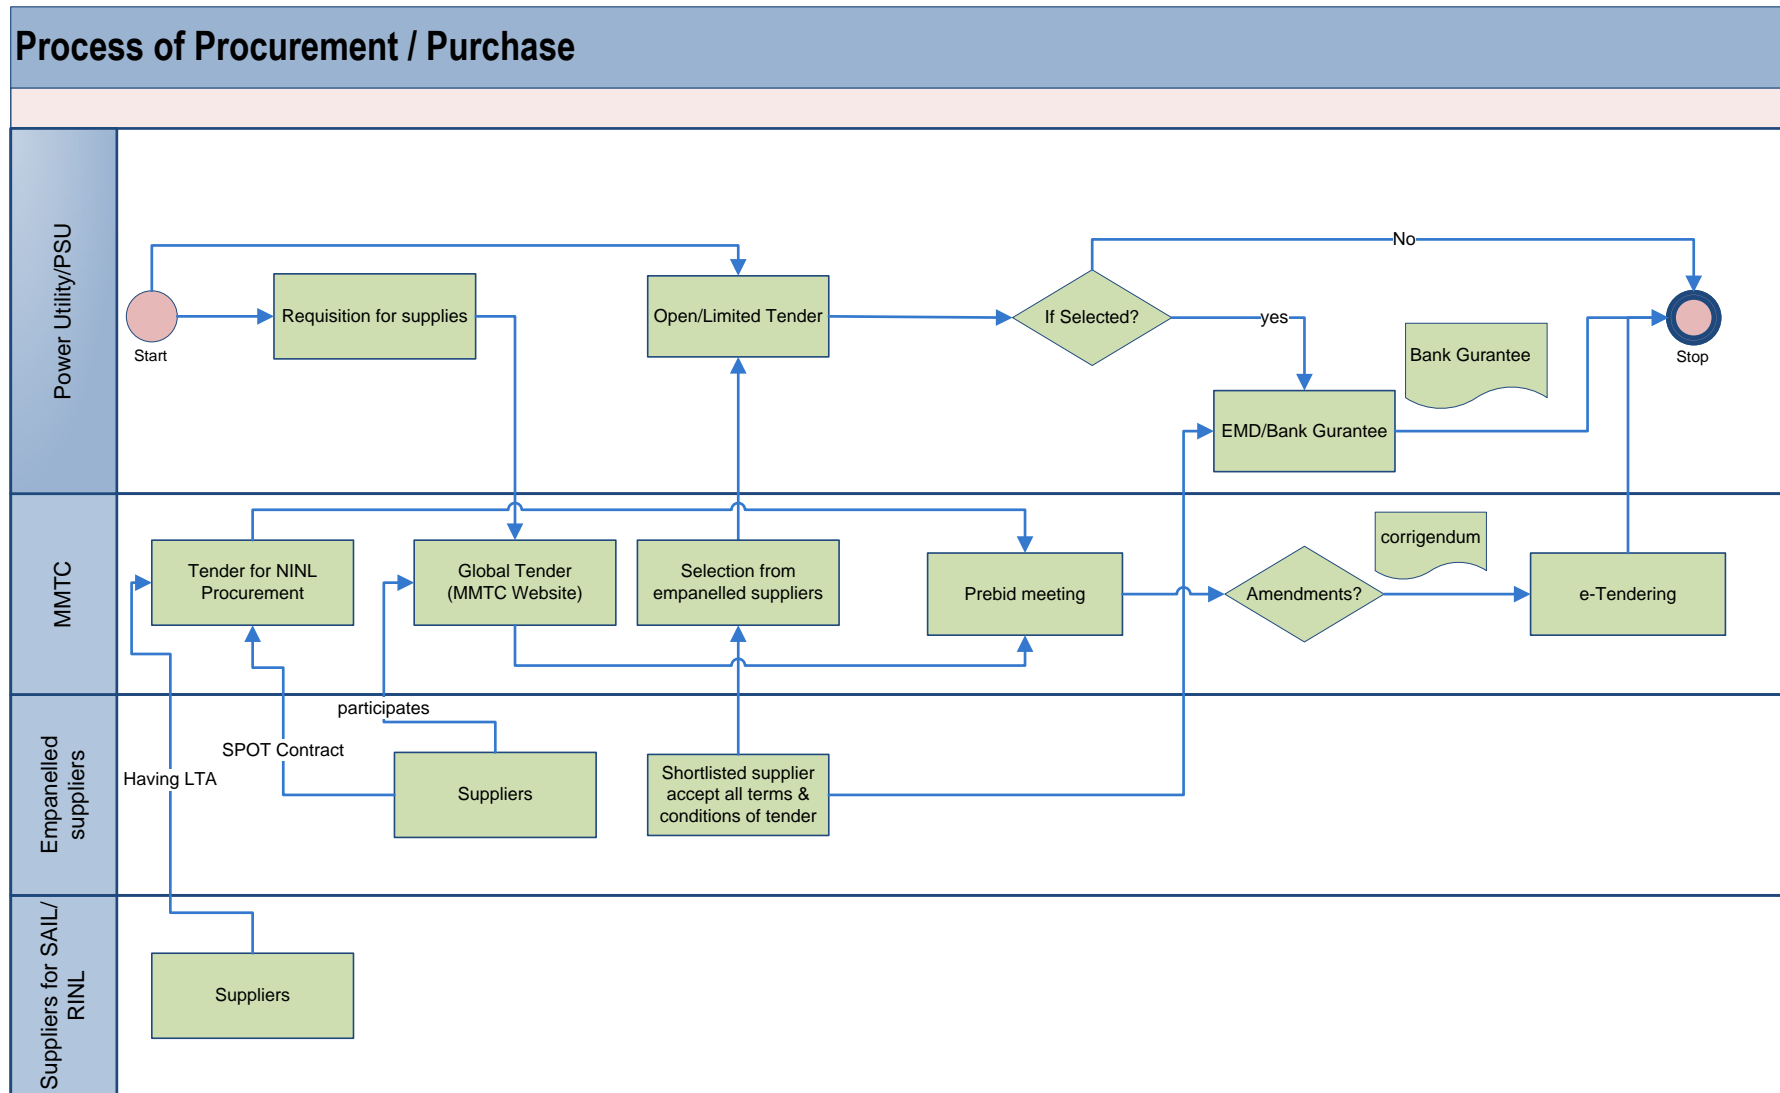 Process of Procurement / Purchase
Power Utility/PSU
Start
Requisition for supplies
Open/Limited Tender
If Selected?
No
yes
Bank Gurantee
EMD/Bank Gurantee
Stop
MMTC
Tender for NINL
Procurement
Global Tender
(MMTC Website)
Selection from
empanelled suppliers
Prebid meeting
Amendments?
corrigendum
e-Tendering
Empanelled
suppliers
participates
SPOT Contract
Having LTA
Suppliers
Shortlisted supplier
accept all terms &
conditions of tender
Suppliers for SAIL/
RINL
Suppliers